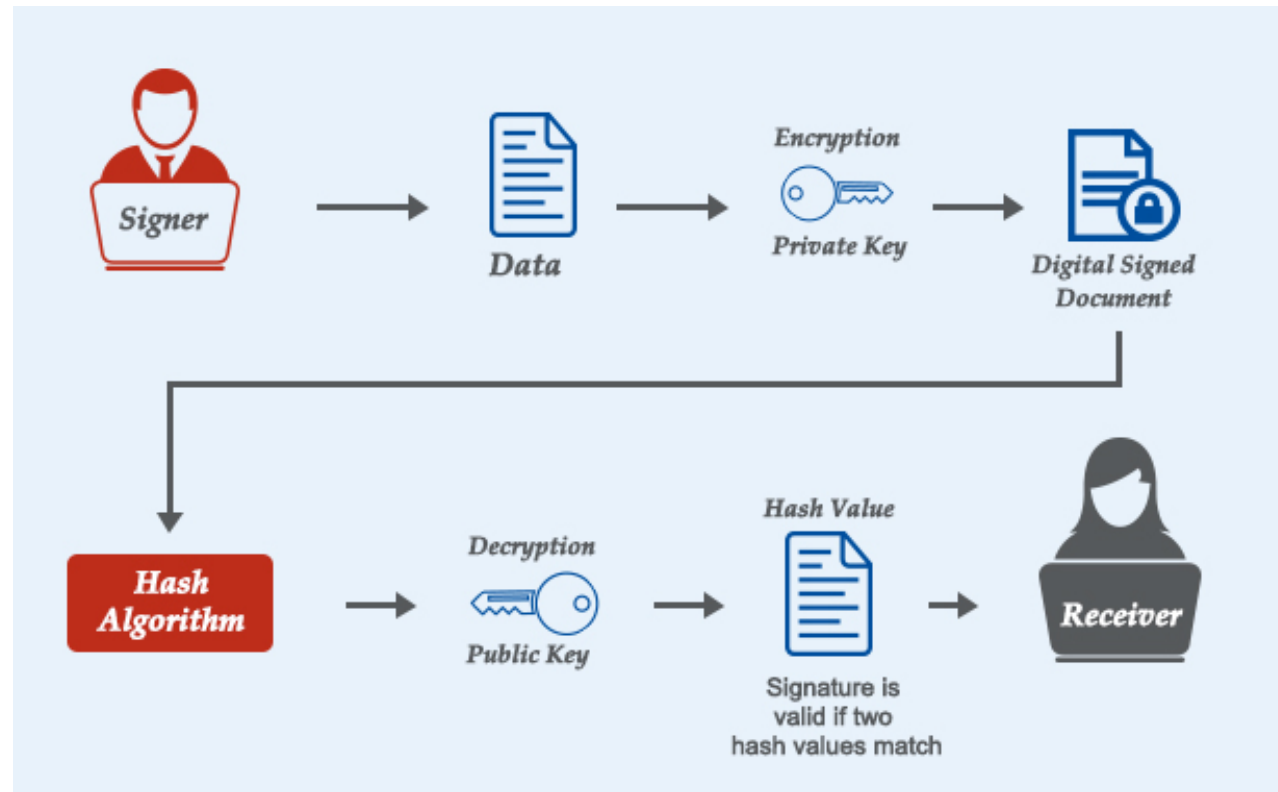 Signer
Data
Encryption
Private Key
Digital Signed
Document
Hash
Algorithm
Decryption
Public Key
Hash Value
Signature is
valid if two
hash values match
Receiver